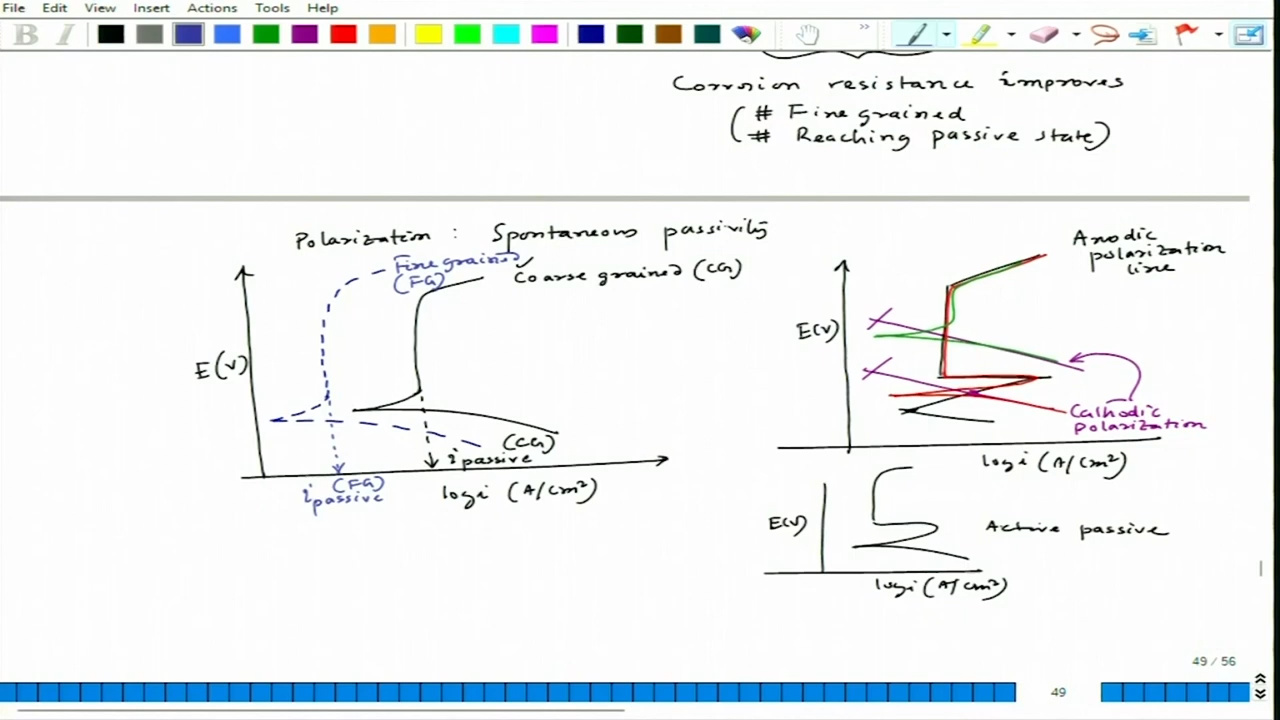 File Edit View Insert Actions Tools Help
B I
Corrosion resistance improves
(# Fine grained
# Reaching passive state)
Polarization : Spontaneous passivity
Fine grained
(FG)
Coarse grained (CG)
E(V)
(CG)
i passive
(FG)
i passive
log i (A/cm²)
Anodic
polarization
line
E(V)
Cathodic
polarization
log i (A/cm²)
E(V)
Active passive
log i (A/cm²)
49 / 56
49